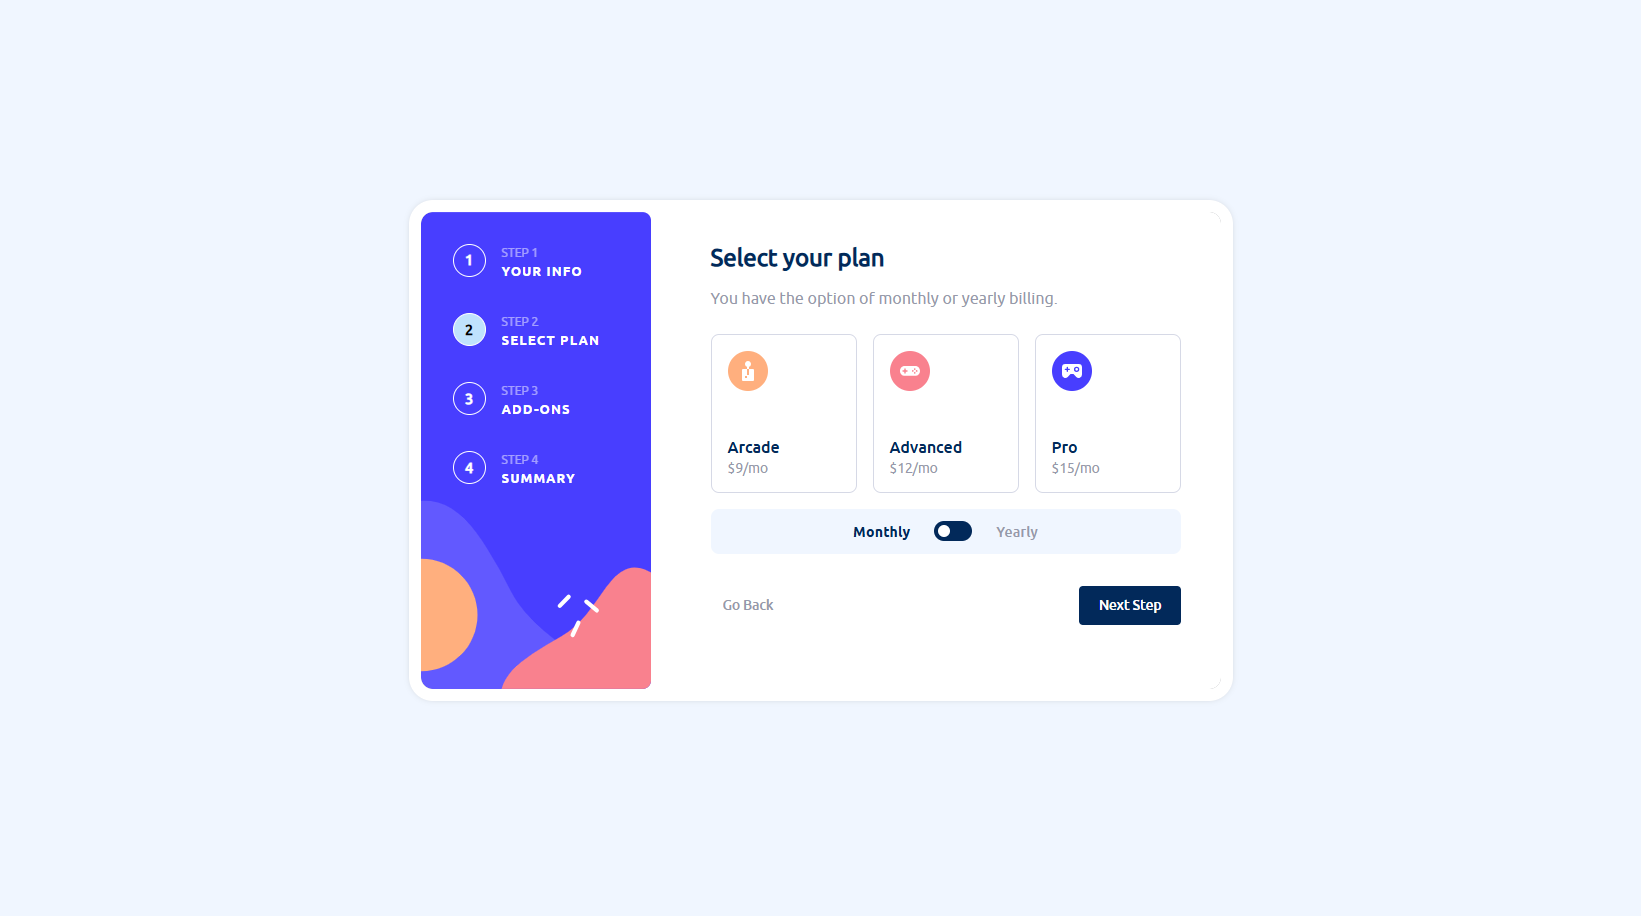 1
STEP 1
YOUR INFO
2
STEP 2
SELECT PLAN
3
STEP 3
ADD-ONS
4
STEP 4
SUMMARY
Select your plan
You have the option of monthly or yearly billing.
Arcade
$9/mo
Advanced
$12/mo
Pro
$15/mo
Monthly
Yearly
Go Back
Next Step